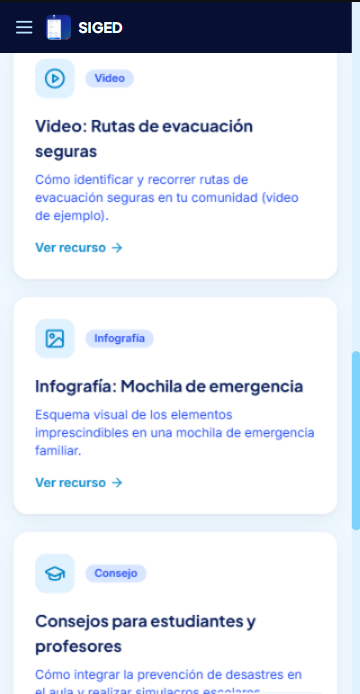 SIGED
Video
Video: Rutas de evacuación
seguras
Cómo identificar y recorrer rutas de
evacuación seguras en tu comunidad (video
de ejemplo).
Ver recurso →
Infografía
Infografía: Mochila de emergencia
Esquema visual de los elementos
imprescindibles en una mochila de emergencia
familiar.
Ver recurso →
Consejo
Consejos para estudiantes y
profesores
Cómo integrar la prevención de desastres en
el aula y realizar simulacros escolares